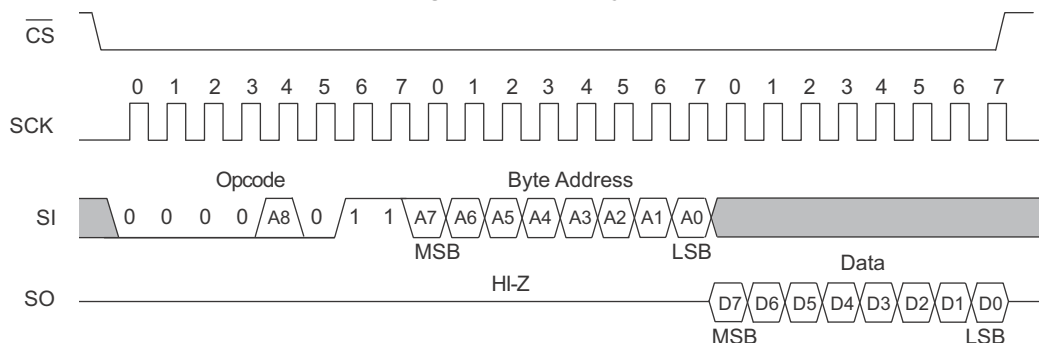 CS
0 1 2 3 4 5 6 7 0 1 2 3 4 5 6 7 0 1 2 3 4 5 6 7
SCK
Opcode Byte Address
SI 0 0 0 0 A8 0 1 1 A7 A6 A5 A4 A3 A2 A1 A0
MSB LSB
HI-Z Data
SO D7 D6 D5 D4 D3 D2 D1 D0
MSB LSB